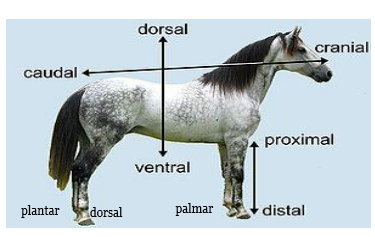 dorsal
cranial
caudal
proximal
ventral
plantar dorsal palmar distal